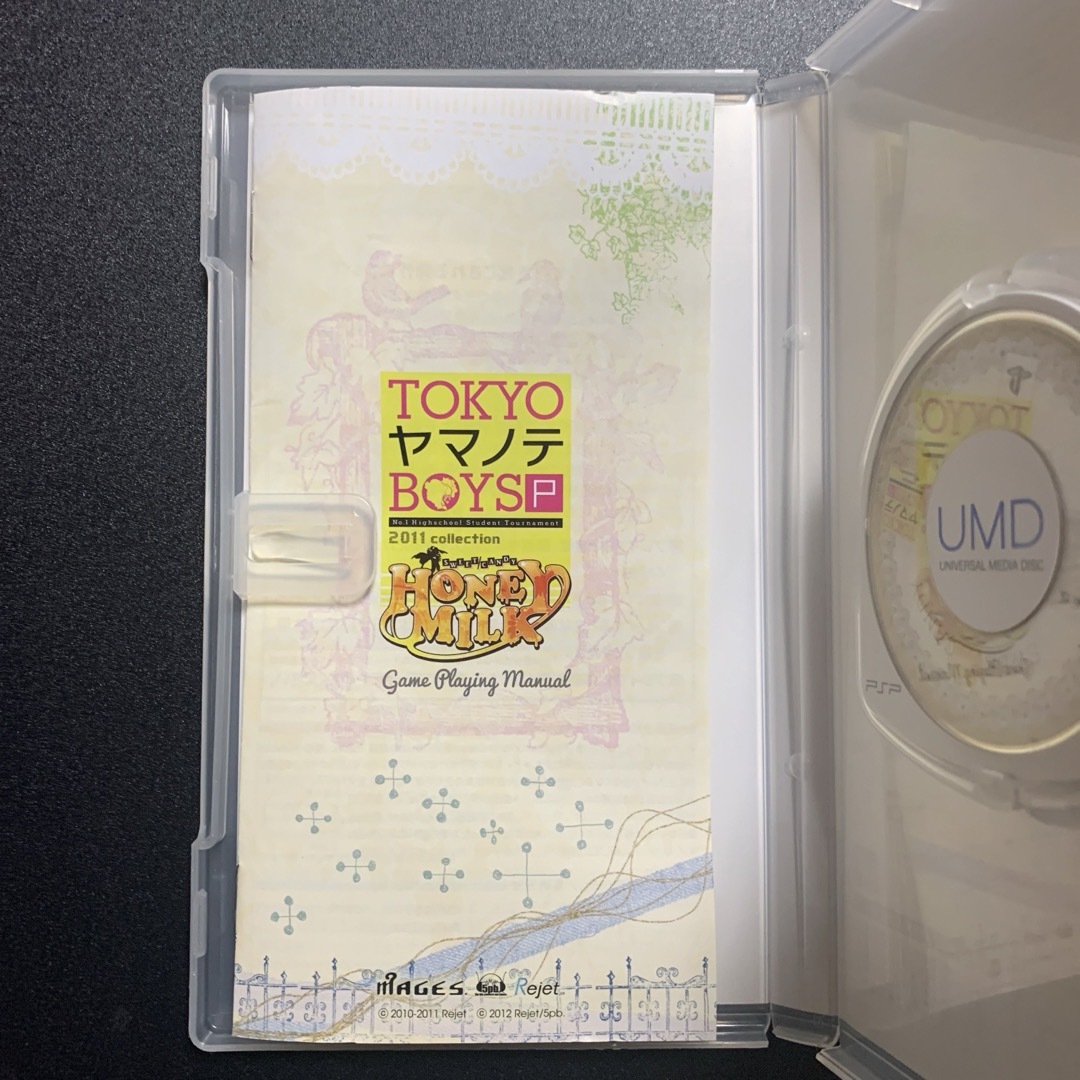 TOKYO
ヤマノテ
BOYS P
No.1 Highschool Student Tournament
2011 collection
SWEET CANDY
HONEY
MILK
Game Playing Manual
MAGES. 5pb. Rejet
© 2010-2011 Rejet © 2012 Rejet/5pb.
UMD
UNIVERSAL MEDIA DISC
PSP